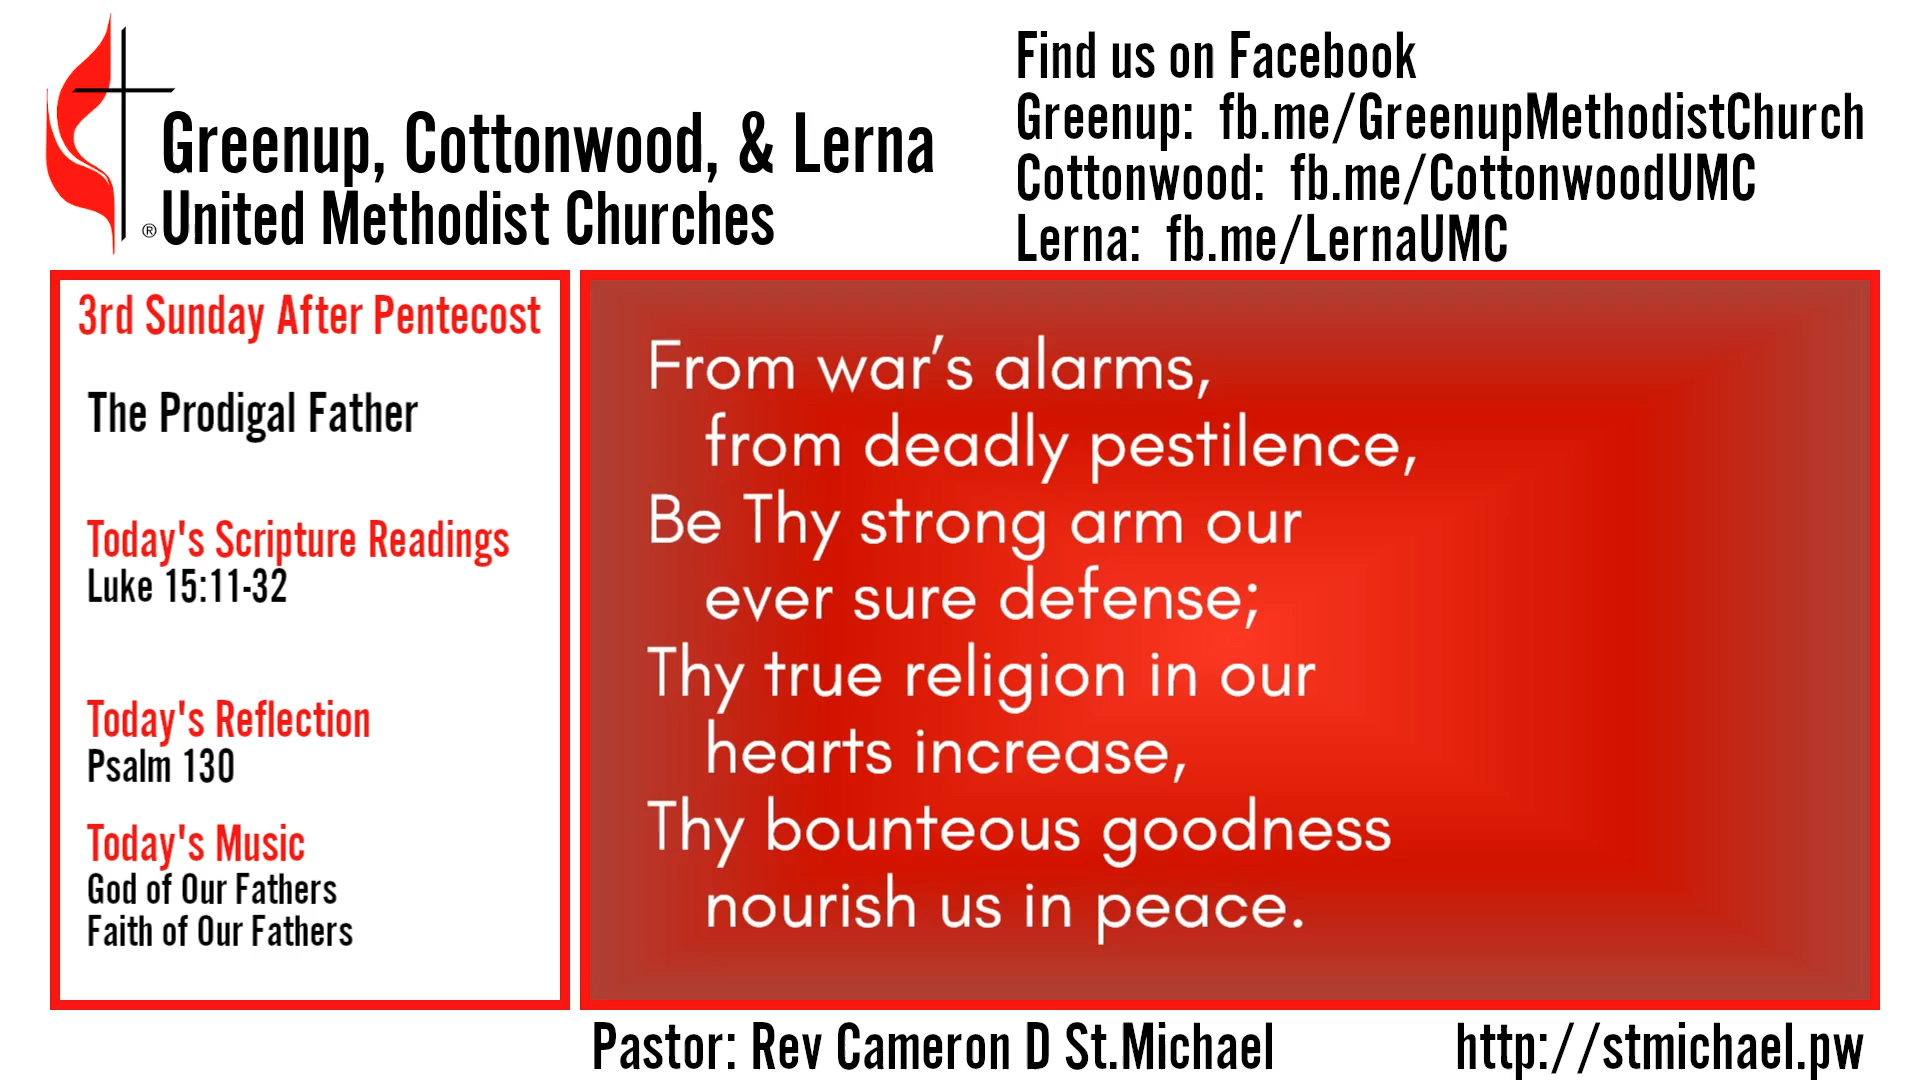 Greenup, Cottonwood, & Lerna
®United Methodist Churches
Find us on Facebook
Greenup: fb.me/GreenupMethodistChurch
Cottonwood: fb.me/CottonwoodUMC
Lerna: fb.me/LernaUMC
3rd Sunday After Pentecost
The Prodigal Father
Today's Scripture Readings
Luke 15:11-32
Today's Reflection
Psalm 130
Today's Music
God of Our Fathers
Faith of Our Fathers
From war’s alarms,
from deadly pestilence,
Be Thy strong arm our
ever sure defense;
Thy true religion in our
hearts increase,
Thy bounteous goodness
nourish us in peace.
Pastor: Rev Cameron D St.Michael
http://stmichael.pw